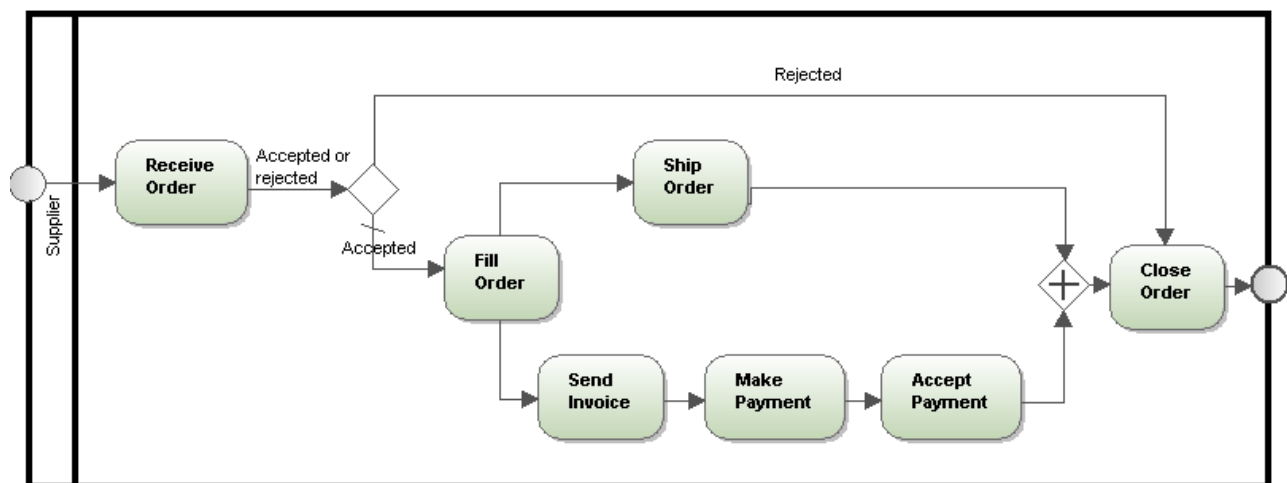 Rejected
Receive
Order
Accepted or
rejected
Ship
Order
Supplier
Accepted
Fill
Order
Close
Order
Send
Invoice
Make
Payment
Accept
Payment